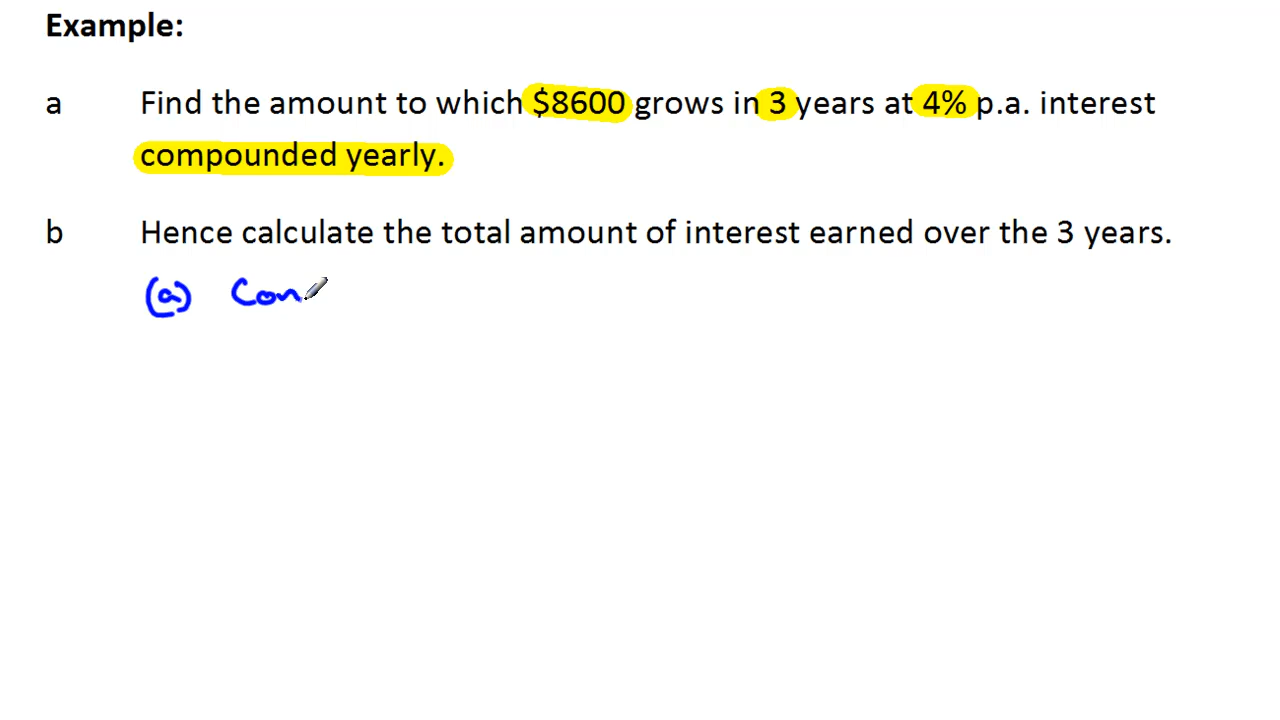 Example:
a Find the amount to which $8600 grows in 3 years at 4% p.a. interest
compounded yearly.
b Hence calculate the total amount of interest earned over the 3 years.
(a) Con